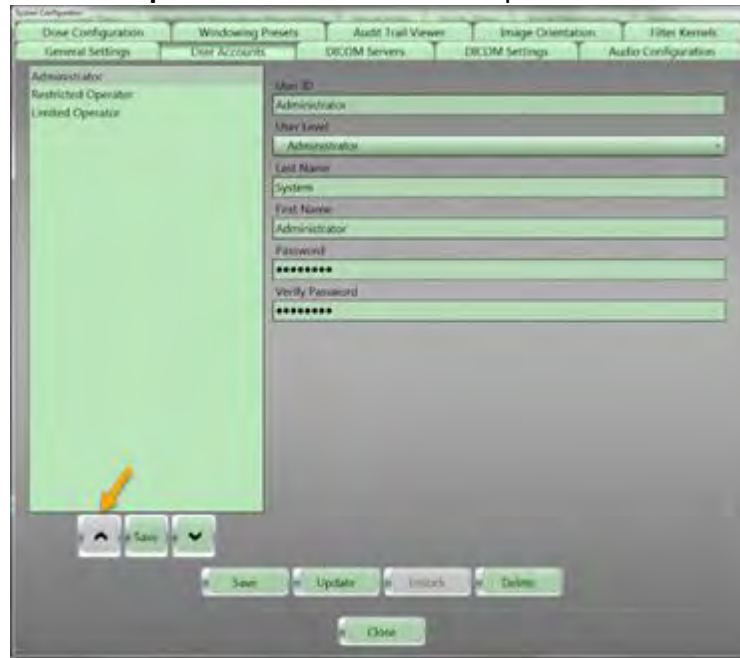 System Configuration
Dose Configuration Windowing Presets Audit Trail Viewer Image Orientation Filter Kernels
General Settings User Accounts DICOM Servers DICOM Settings Audio Configuration
Administrator
Restricted Operator
Limited Operator
User ID
Administrator
User Level
Administrator
Last Name
System
First Name
Administrator
Password
••••••••
Verify Password
••••••••
Save
Save Update Unlock Delete
Close